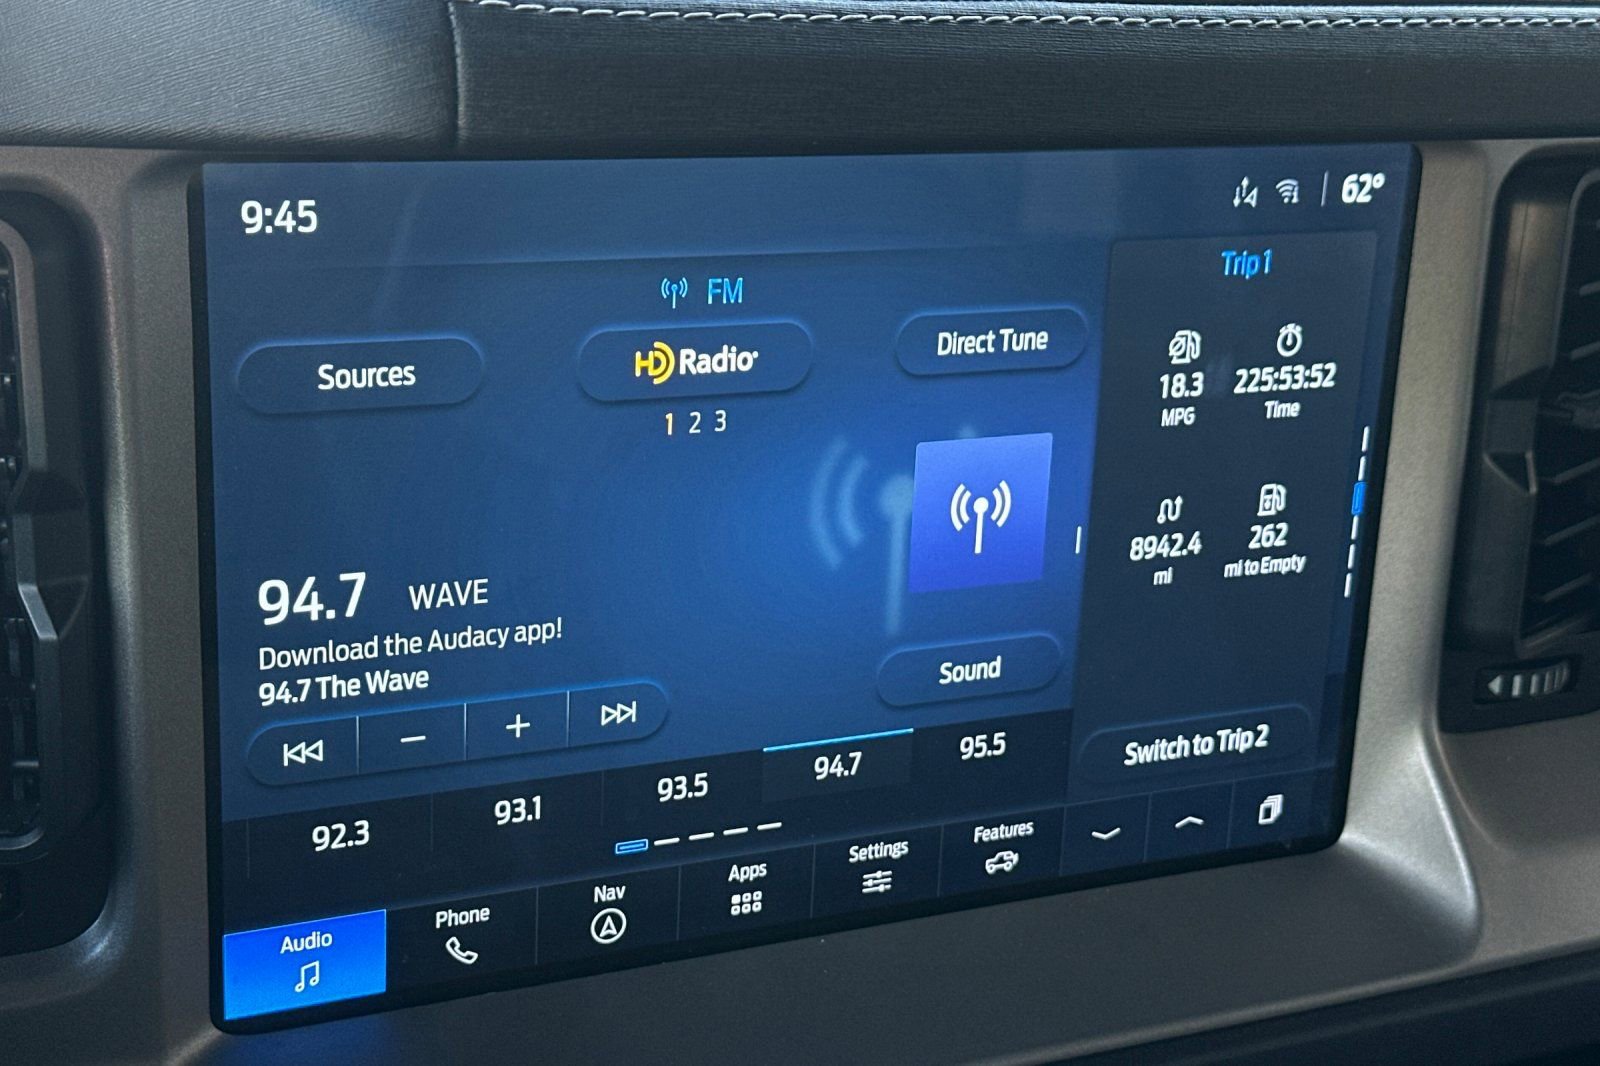 9:45
62°
FM
Trip 1
Sources
HD Radio
Direct Tune
1 2 3
18.3
MPG
225:53:52
Time
8942.4
mi
262
mi to Empty
94.7 WAVE
Download the Audacy app!
94.7 The Wave
Sound
Switch to Trip 2
92.3
93.1
93.5
94.7
95.5
Audio
Phone
Nav
Apps
Settings
Features